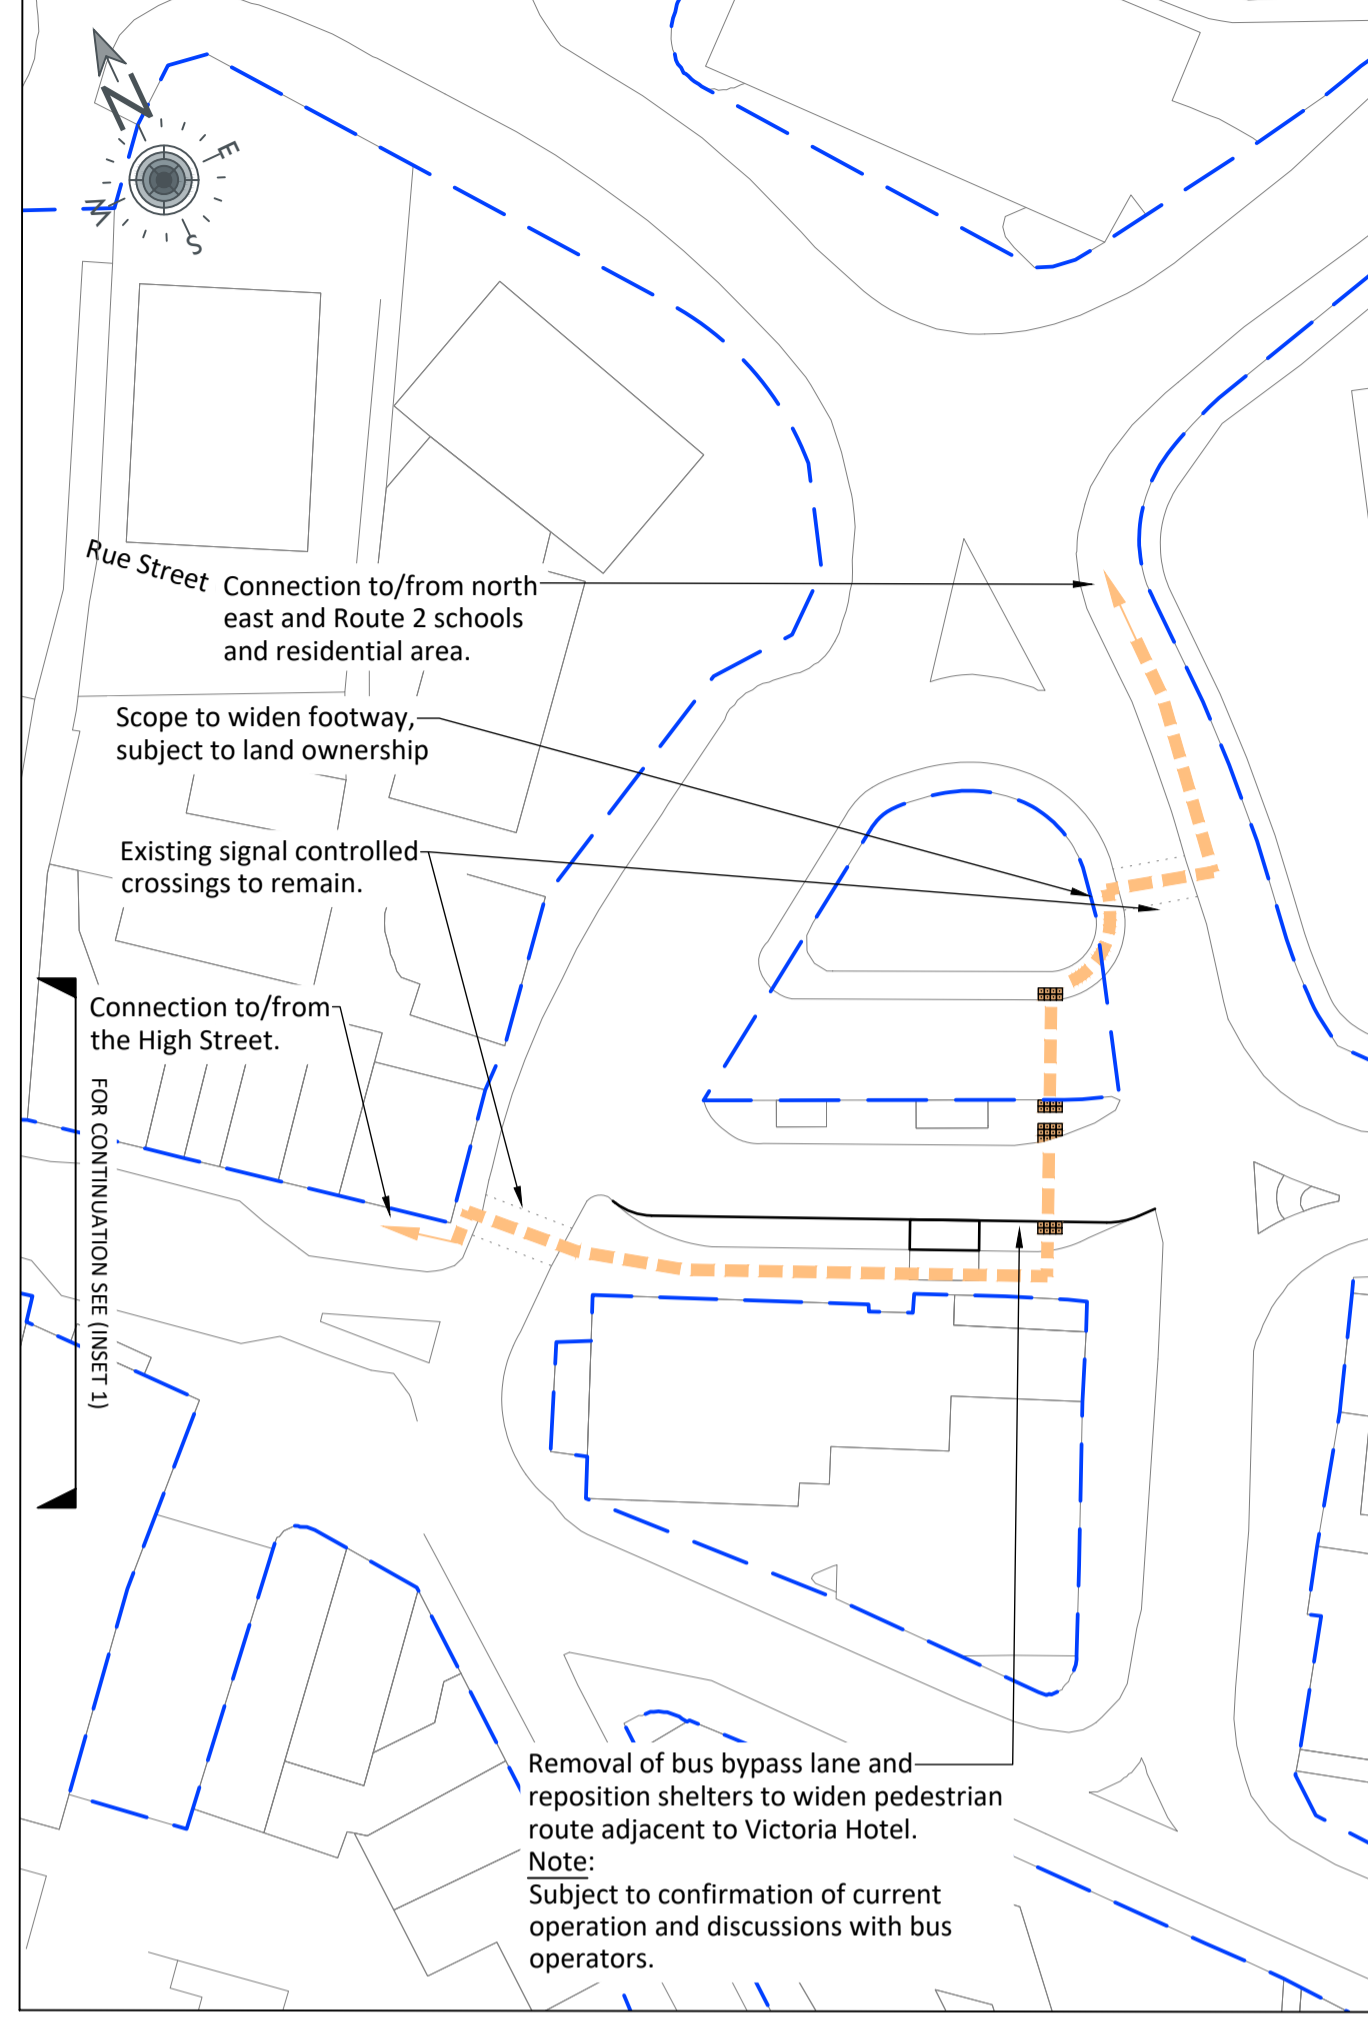 N
E
W
S
Rue Street
Connection to/from north
east and Route 2 schools
and residential area.
Scope to widen footway,
subject to land ownership
Existing signal controlled
crossings to remain.
Connection to/from
the High Street.
FOR CONTINUATION SEE (INSET 1)
Removal of bus bypass lane and
reposition shelters to widen pedestrian
route adjacent to Victoria Hotel.
Note:
Subject to confirmation of current
operation and discussions with bus
operators.